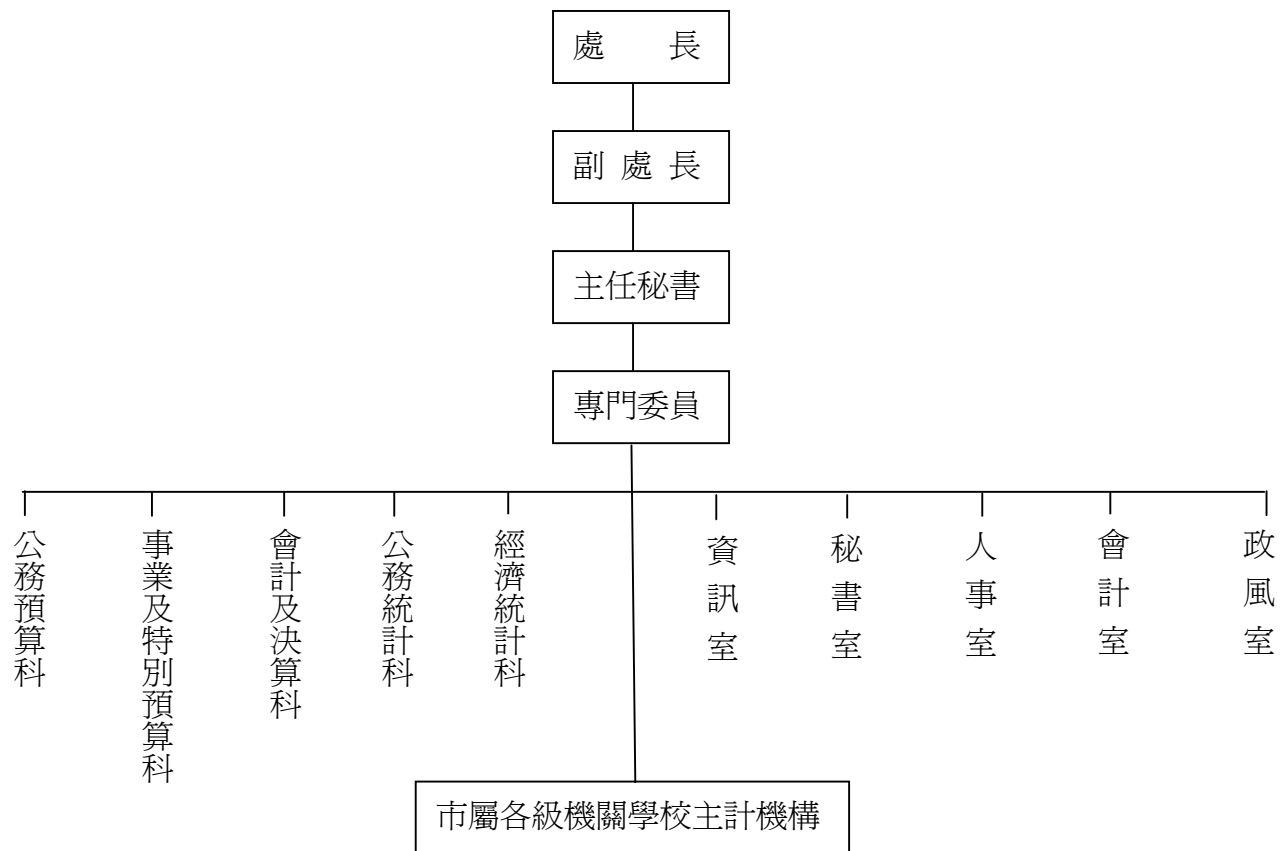 處長
副處長
主任秘書
專門委員
公務預算科
事業及特別預算科
會計及決算科
公務統計科
經濟統計科
資訊室
秘書室
人事室
會計室
政風室
市屬各級機關學校主計機構